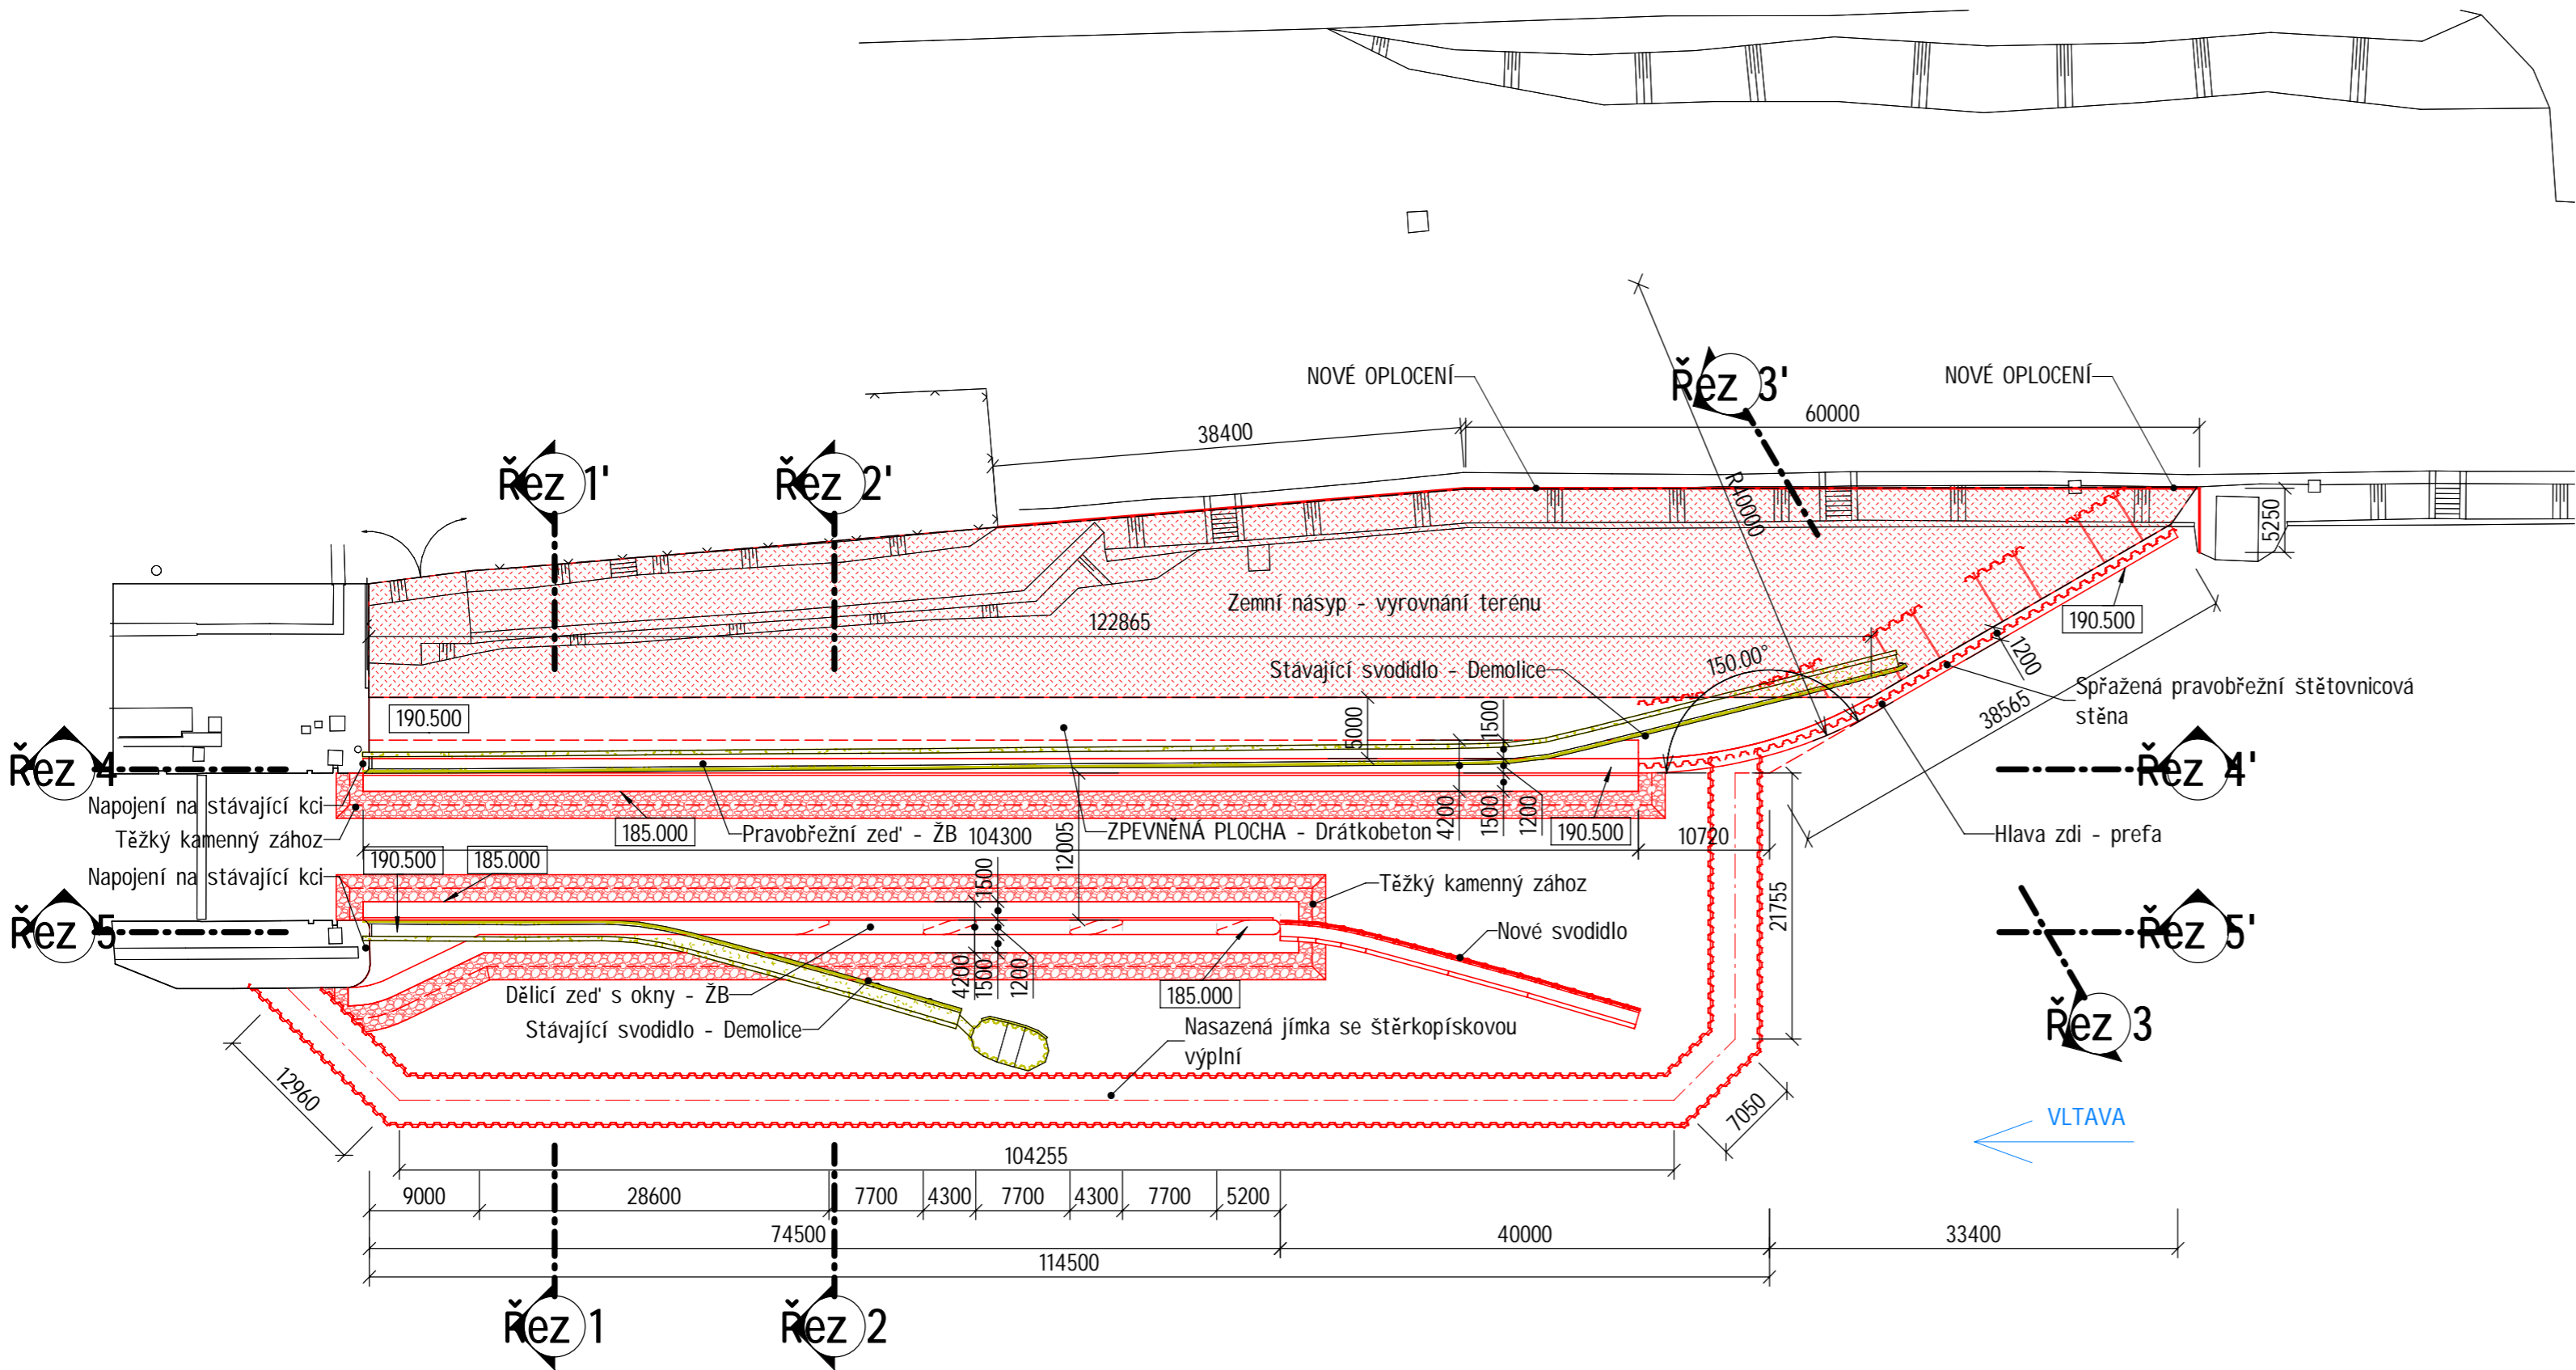 NOVÉ OPLOCENÍ
Řez 3'
NOVÉ OPLOCENÍ
60000
38400
Řez 1'
Řez 2'
R40000
5250
Zemní násyp - vyrovnání terénu
122865
190.500
1200
Stávající svodidlo - Demolice
150.00°
Spřažená pravobřežní štětovnicová
stěna
38565
190.500
5000
1500
Řez 4
Řez 4'
Napojení na stávající kci
Těžký kamenný zához
185.000
Pravobřežní zeď - ŽB
104300
12005
ZPEVNĚNÁ PLOCHA - Drátkobeton
4200
1500
1200
190.500
10720
Hlava zdi - prefa
190.500
185.000
Napojení na stávající kci
1500
Těžký kamenný zához
21755
Řez 5
Řez 5'
Nové svodidlo
4200
1500
1200
Dělicí zeď s okny - ŽB
185.000
Stávající svodidlo - Demolice
Nasazená jímka se štěrkopískovou
výplní
Řez 3
12960
7050
VLTAVA
104255
9000
28600
7700
4300
7700
4300
7700
5200
74500
40000
33400
114500
Řez 1
Řez 2